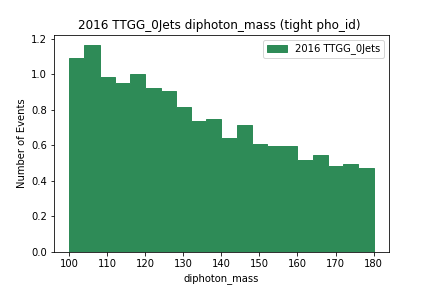 2016 TTGG_0Jets diphoton_mass (tight pho_id)
2016 TTGG_0Jets
Number of Events
1.2
1.0
0.8
0.6
0.4
0.2
0.0
100 110 120 130 140 150 160 170 180
diphoton_mass